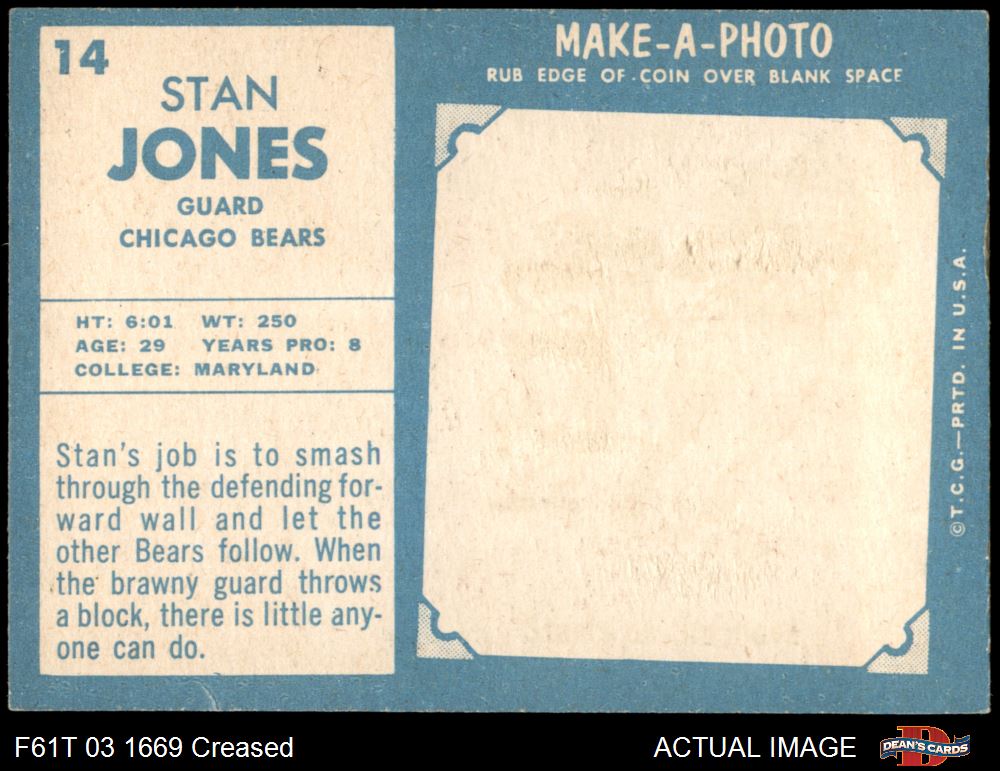 14
STAN
JONES
GUARD
CHICAGO BEARS
HT: 6:01 WT: 250
AGE: 29 YEARS PRO: 8
COLLEGE: MARYLAND
Stan's job is to smash
through the defending for-
ward wall and let the
other Bears follow. When
the brawny guard throws
a block, there is little any-
one can do.
MAKE-A-PHOTO
RUB EDGE OF COIN OVER BLANK SPACE
©T.C.G.—PRTD. IN U.S.A.
F61T 03 1669 Creased
ACTUAL IMAGE
DEAN'S CARDS